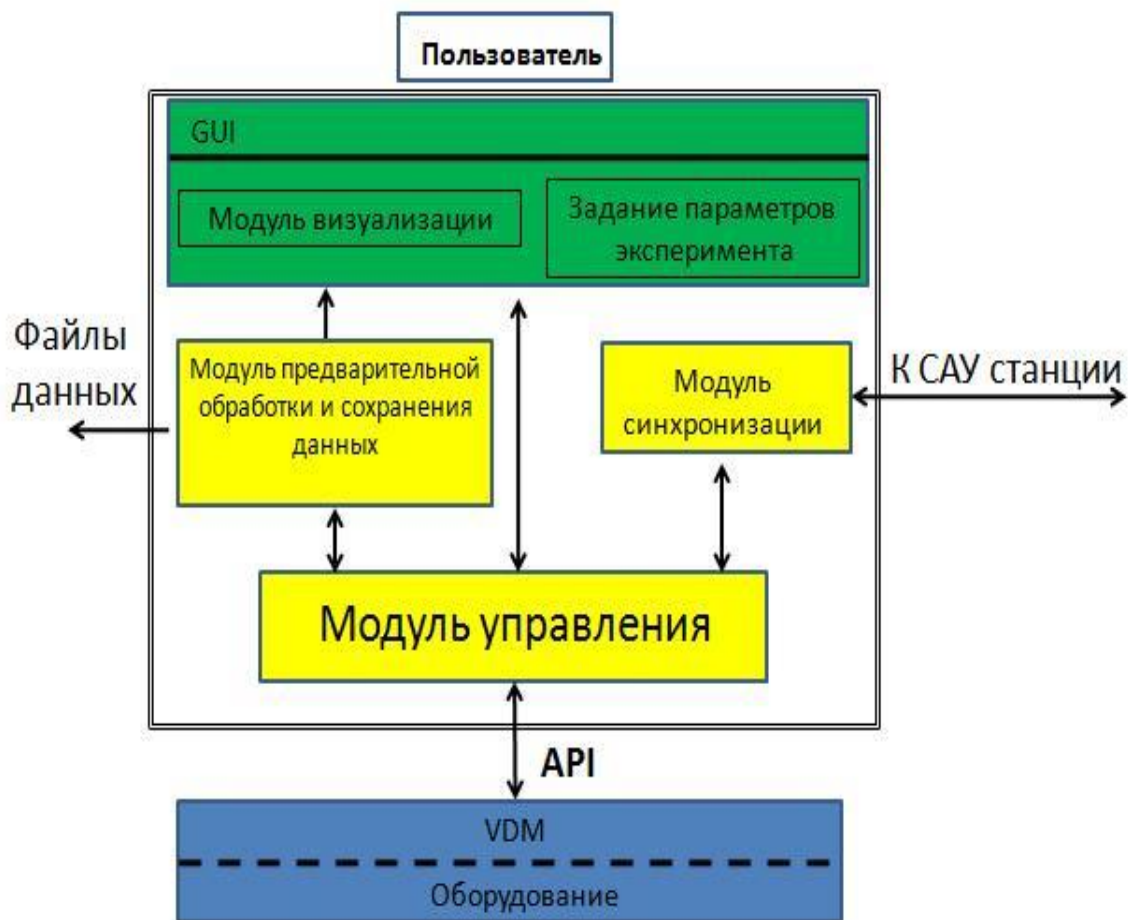 Пользователь
GUI
Модуль визуализации
Задание параметров
эксперимента
Файлы
данных
Модуль предварительной
обработки и сохранения
данных
Модуль
синхронизации
К САУ станции
Модуль управления
API
VDM
Оборудование